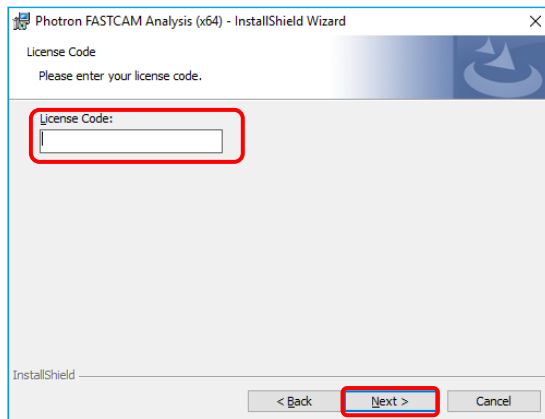 Photron FASTCAM Analysis (x64) - InstallShield Wizard
License Code
Please enter your license code.
License Code:
InstallShield
< Back Next > Cancel